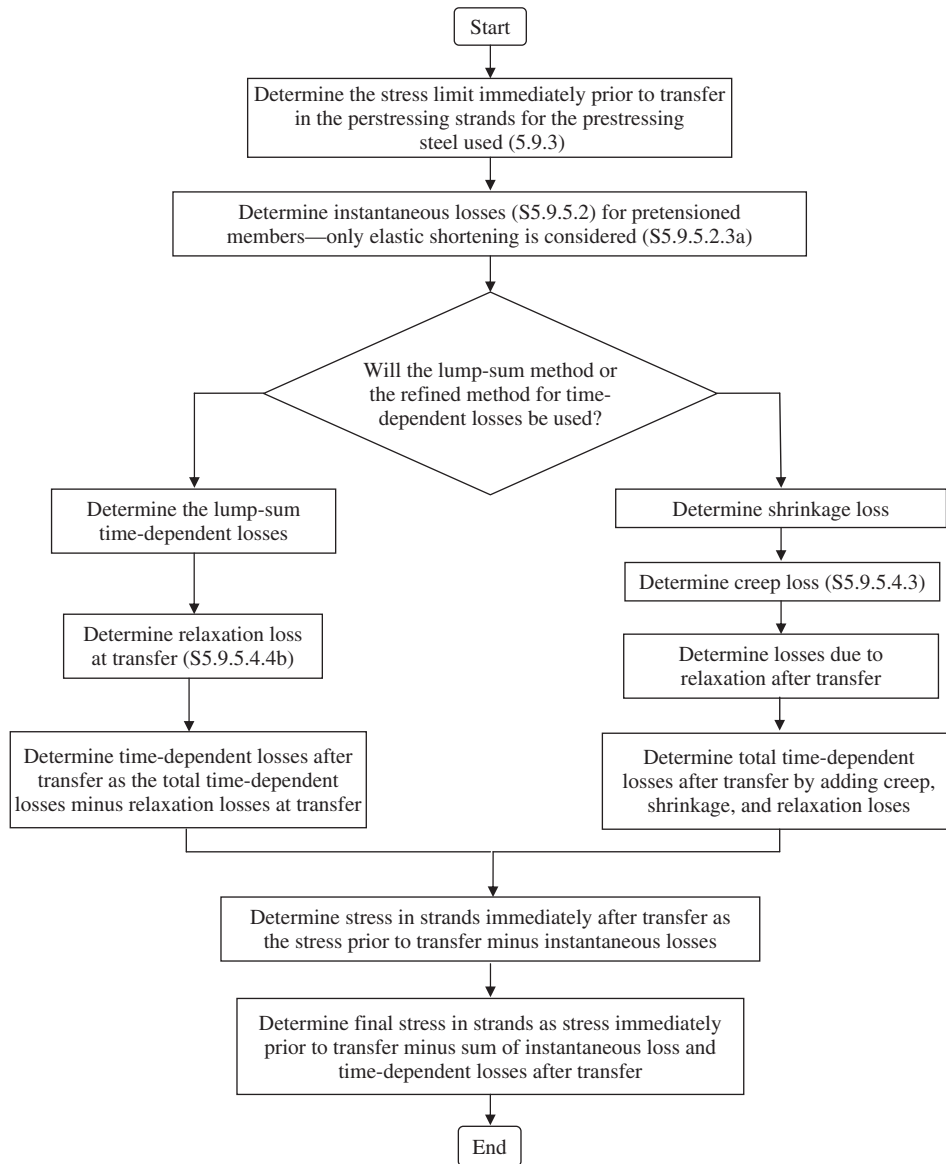 Start
Determine the stress limit immediately prior to transfer
in the perstressing strands for the prestressing
steel used (5.9.3)
Determine instantaneous losses (S5.9.5.2) for pretensioned
members—only elastic shortening is considered (S5.9.5.2.3a)
Will the lump-sum method or
the refined method for time-
dependent losses be used?
Determine the lump-sum
time-dependent losses
Determine relaxation loss
at transfer (S5.9.5.4.4b)
Determine time-dependent losses after
transfer as the total time-dependent
losses minus relaxation losses at transfer
Determine shrinkage loss
Determine creep loss (S5.9.5.4.3)
Determine losses due to
relaxation after transfer
Determine total time-dependent
losses after transfer by adding creep,
shrinkage, and relaxation loses
Determine stress in strands immediately after transfer as
the stress prior to transfer minus instantaneous losses
Determine final stress in strands as stress immediately
prior to transfer minus sum of instantaneous loss and
time-dependent losses after transfer
End